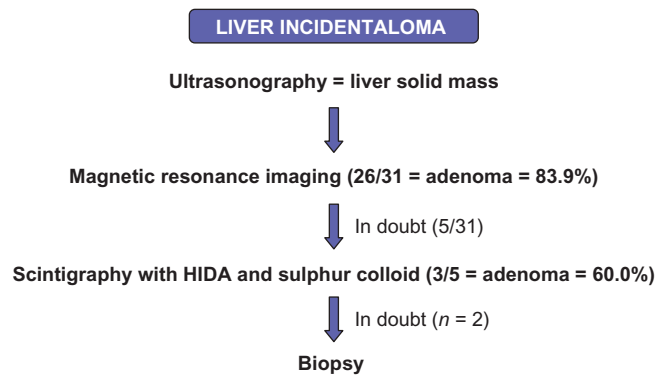 LIVER INCIDENTALOMA
Ultrasonography = liver solid mass
Magnetic resonance imaging (26/31 = adenoma = 83.9%)
In doubt (5/31)
Scintigraphy with HIDA and sulphur colloid (3/5 = adenoma = 60.0%)
In doubt (n = 2)
Biopsy